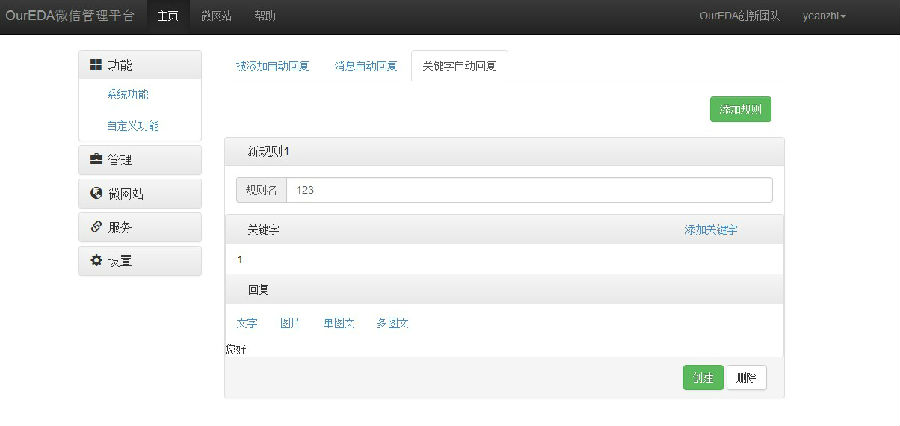 OurEDA微信管理平台 主页 微网站 帮助 OurEDA创新团队 yoanzhi
功能
系统功能
自定义功能
管理
微网站
服务
设置
被添加自动回复 消息自动回复 关键字自动回复
添加规则
新规则1
规则名 123
关键字 添加关键字
1
回复
文字 图片 单图文 多图文
您好
创建 删除